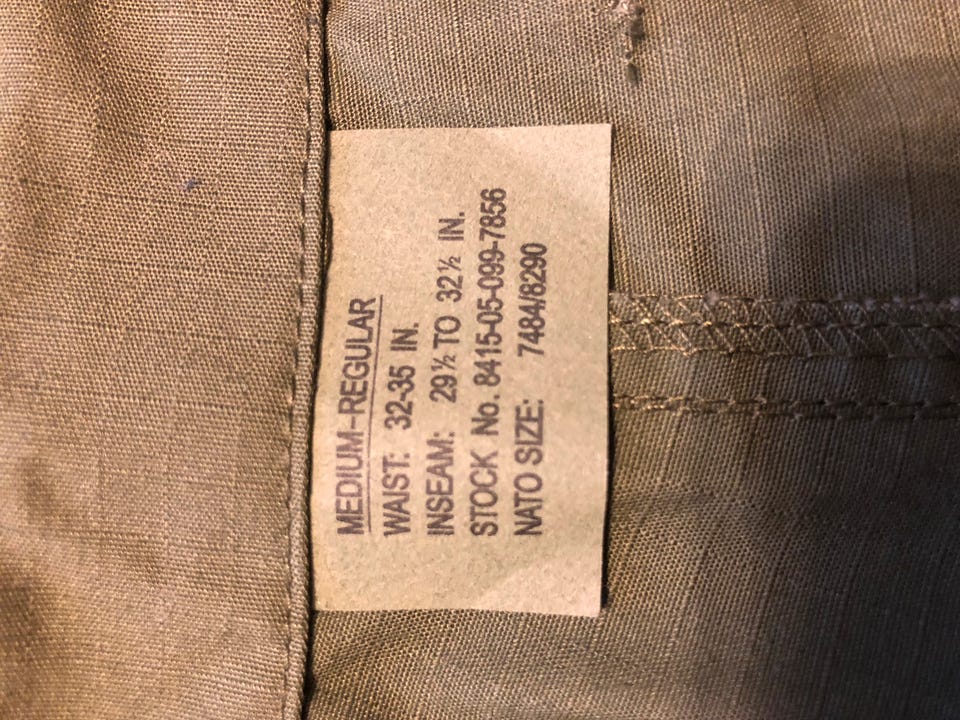 MEDIUM-REGULAR
WAIST: 32-35 IN.
INSEAM: 29½ TO 32½ IN.
STOCK No. 8415-05-099-7856
NATO SIZE: 7484/8290